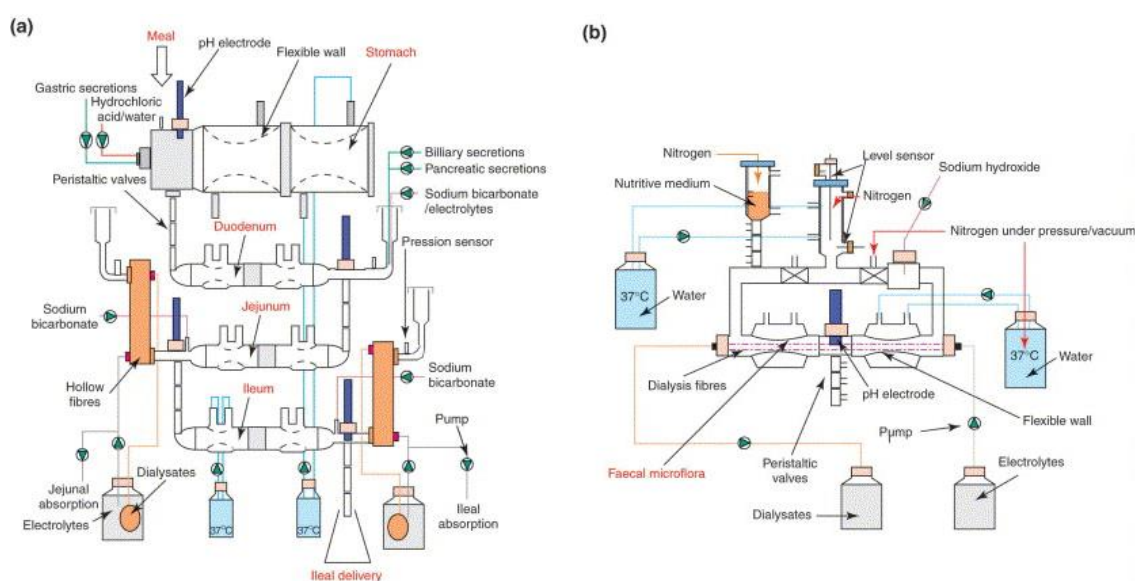 (a)
Meal
pH electrode
Flexible wall
Stomach
Gastric secretions
Hydrochloric
acid/water
Peristaltic valves
Billiary secretions
Pancreatic secretions
Sodium bicarbonate
/electrolytes
Duodenum
Pression sensor
Jejunum
Sodium
bicarbonate
Hollow
fibres
Ileum
Sodium
bicarbonate
Pump
Dialysates
Jejunal
absorption
Electrolytes
37°C
37°C
Ileal
absorption
Ileal delivery
(b)
Nitrogen
Level sensor
Sodium hydroxide
Nutritive medium
Nitrogen
Nitrogen under pressure/vacuum
37°C
Water
37°C
Water
Dialysis fibres
pH electrode
Flexible wall
Faecal microflora
Peristaltic
valves
Pμmp
Electrolytes
Dialysates